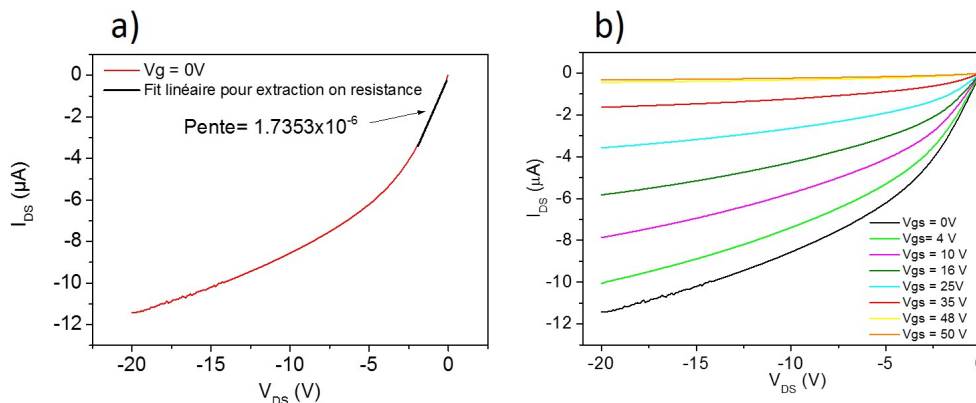 a)
Vg = 0V
Fit linéaire pour extraction on resistance
Pente= 1.7353x10-6
0
-2
-4
-6
-8
-10
-12
IDS (µA)
-20
-15
-10
-5
0
VDS (V)
b)
0
-2
-4
-6
-8
-10
-12
IDS (µA)
Vgs = 0V
Vgs= 4 V
Vgs = 10 V
Vgs = 16 V
Vgs = 25V
Vgs = 35 V
Vgs = 48 V
Vgs = 50 V
-20
-15
-10
-5
VDS (V)